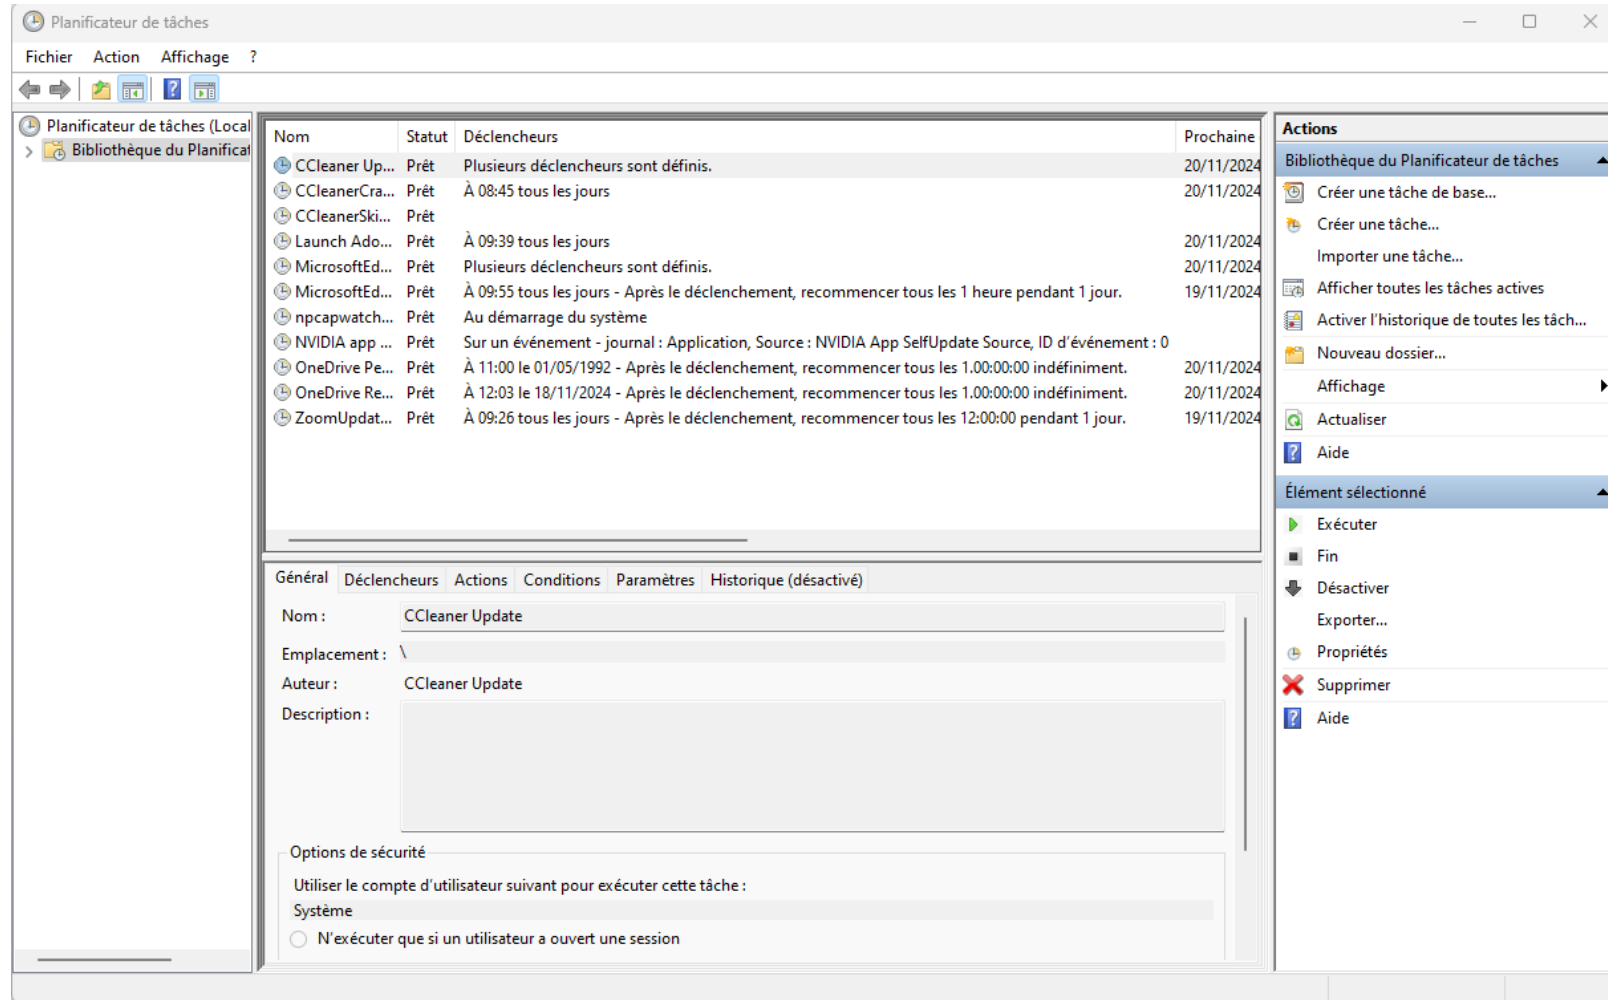 Planificateur de tâches
Fichier Action Affichage ?
Planificateur de tâches (Local
Bibliothèque du Planificat
Nom Statut Déclencheurs Prochaine
CCleaner Up... Prêt Plusieurs déclencheurs sont définis. 20/11/2024
CCleanerCra... Prêt À 08:45 tous les jours 20/11/2024
CCleanerSki... Prêt
Launch Ado... Prêt À 09:39 tous les jours 20/11/2024
MicrosoftEd... Prêt Plusieurs déclencheurs sont définis. 20/11/2024
MicrosoftEd... Prêt À 09:55 tous les jours - Après le déclenchement, recommencer tous les 1 heure pendant 1 jour. 19/11/2024
npcapwatch... Prêt Au démarrage du système
NVIDIA app ... Prêt Sur un événement - journal : Application, Source : NVIDIA App SelfUpdate Source, ID d'événement : 0
OneDrive Pe... Prêt À 11:00 le 01/05/1992 - Après le déclenchement, recommencer tous les 1.00:00:00 indéfiniment. 20/11/2024
OneDrive Re... Prêt À 12:03 le 18/11/2024 - Après le déclenchement, recommencer tous les 1.00:00:00 indéfiniment. 20/11/2024
ZoomUpdat... Prêt À 09:26 tous les jours - Après le déclenchement, recommencer tous les 12:00:00 pendant 1 jour. 19/11/2024
Général Déclencheurs Actions Conditions Paramètres Historique (désactivé)
Nom : CCleaner Update
Emplacement : \
Auteur : CCleaner Update
Description :
Options de sécurité
Utiliser le compte d'utilisateur suivant pour exécuter cette tâche :
Système
N'exécuter que si un utilisateur a ouvert une session
Actions
Bibliothèque du Planificateur de tâches
Créer une tâche de base...
Créer une tâche...
Importer une tâche...
Afficher toutes les tâches actives
Activer l'historique de toutes les tâch...
Nouveau dossier...
Affichage
Actualiser
Aide
Élément sélectionné
Exécuter
Fin
Désactiver
Exporter...
Propriétés
Supprimer
Aide